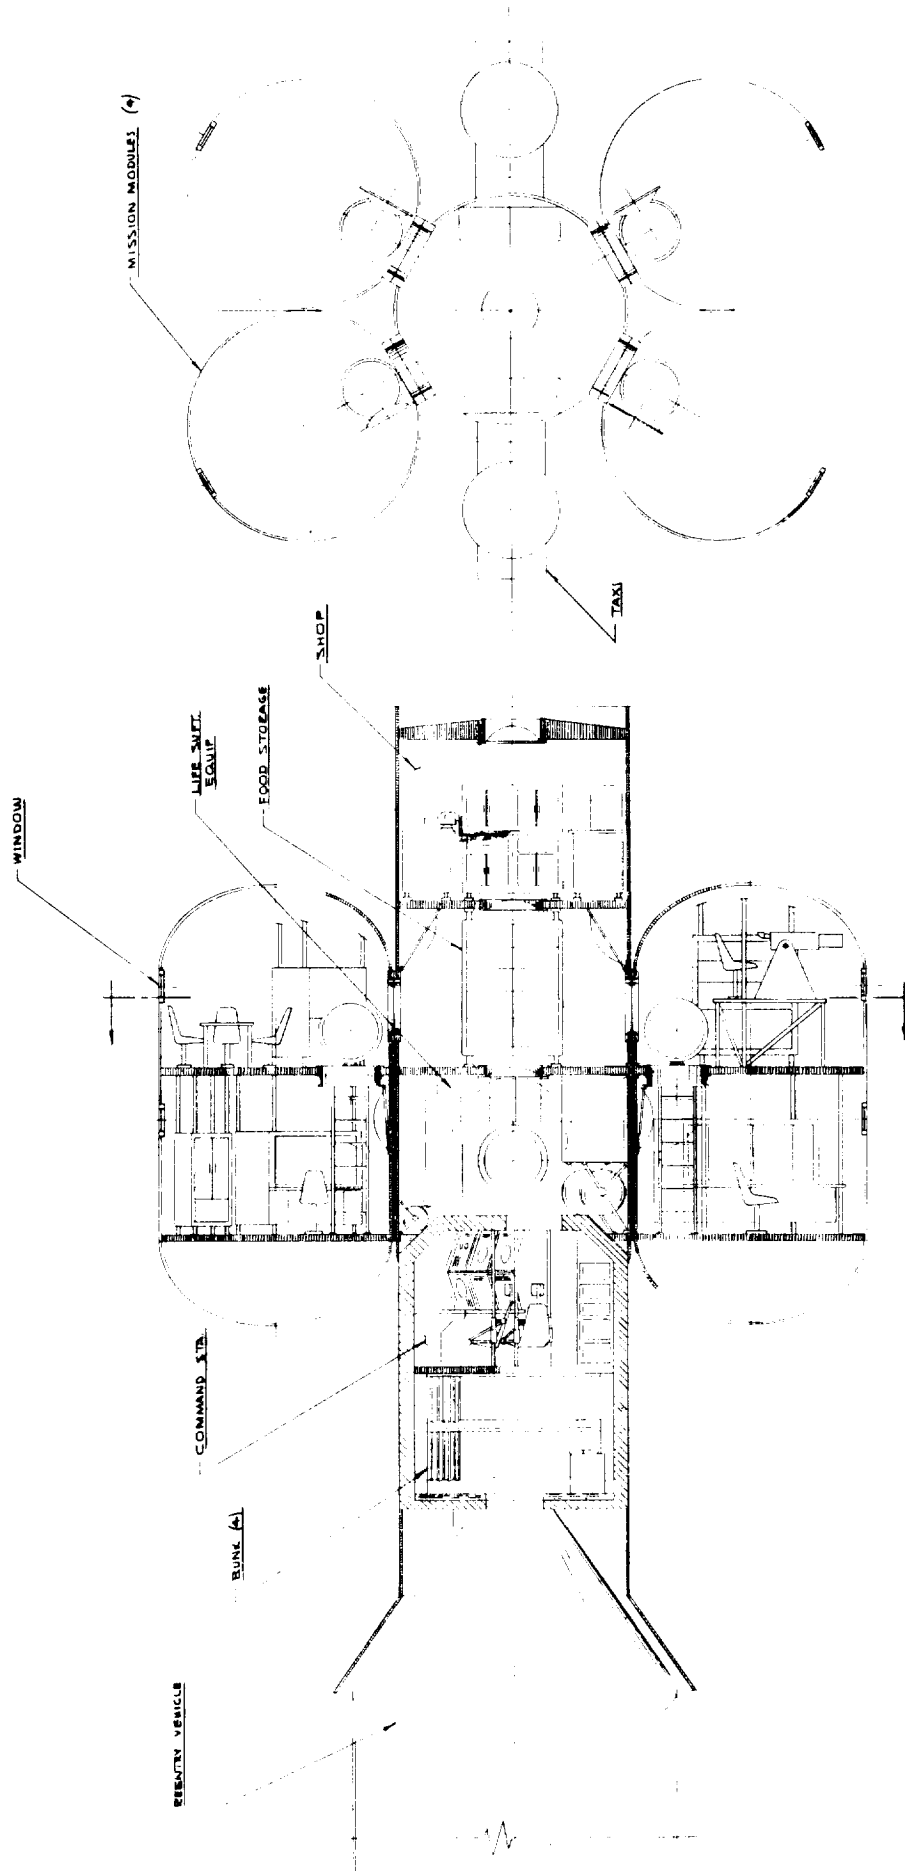 MISSION MODULES (4)
TAXI
SHOP
FOOD STORAGE
LIFE SUPT.
EQUIP
WINDOW
COMMAND STA.
BUNK (4)
REENTRY VEHICLE